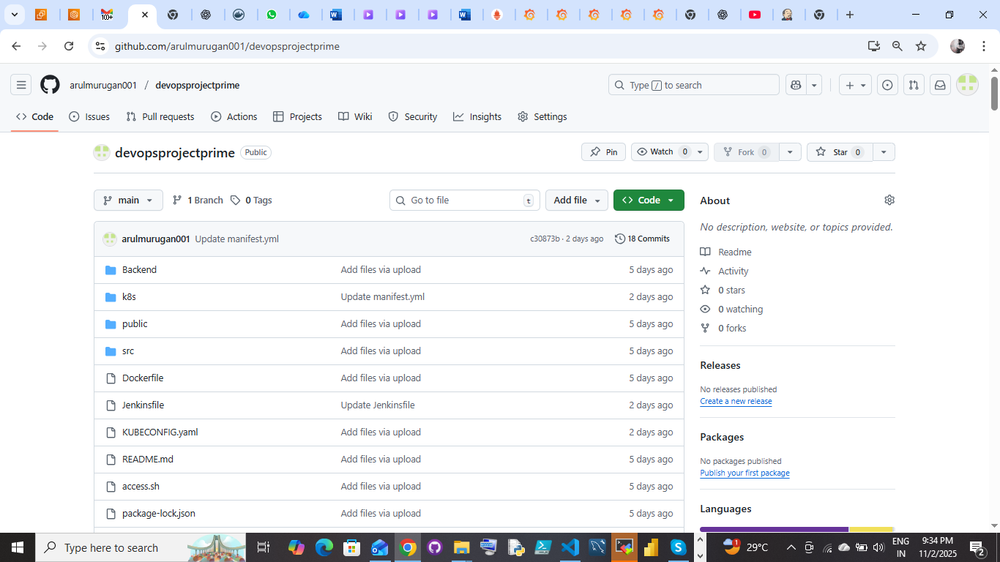 100+
github.com/arulmurugan001/devopsprojectprime
arulmurugan001 / devopsprojectprime
Type / to search
Code Issues Pull requests Actions Projects Wiki Security Insights Settings
devopsprojectprime Public
Pin Watch 0 Fork 0 Star 0
main 1 Branch 0 Tags Go to file t Add file Code
arulmurugan001 Update manifest.yml c30873b · 2 days ago 18 Commits
Backend Add files via upload 5 days ago
k8s Update manifest.yml 2 days ago
public Add files via upload 5 days ago
src Add files via upload 5 days ago
Dockerfile Add files via upload 5 days ago
Jenkinsfile Update Jenkinsfile 2 days ago
KUBECONFIG.yaml Add files via upload 2 days ago
README.md Add files via upload 5 days ago
access.sh Add files via upload 5 days ago
package-lock.json Add files via upload 5 days ago
About
No description, website, or topics provided.
Readme
Activity
0 stars
0 watching
0 forks
Releases
No releases published
Create a new release
Packages
No packages published
Publish your first package
Languages
Type here to search
1
29°C
ENG
IN
9:34 PM
11/2/2025
2